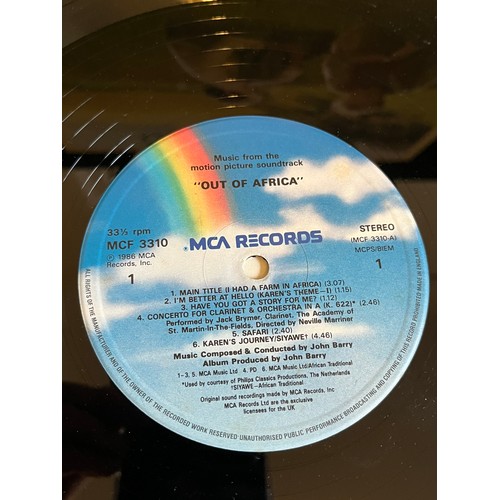 Music from the
motion picture soundtrack
"OUT OF AFRICA"
33⅓ rpm
MCF 3310
℗ 1986 MCA
Records, Inc.
1
MCA RECORDS
STEREO
(MCF 3310-A)
MCPS/BIEM
1
1. MAIN TITLE (I HAD A FARM IN AFRICA) (3.07)
2. I'M BETTER AT HELLO (KAREN'S THEME—I) (1.15)
3. HAVE YOU GOT A STORY FOR ME? (1.12)
4. CONCERTO FOR CLARINET & ORCHESTRA IN A (K. 622)* (2.46)
Performed by Jack Brymer, Clarinet, The Academy of
St. Martin-In-The-Fields, Directed by Neville Marriner
5. SAFARI (2.40)
6. KAREN'S JOURNEY/SIYAWE† (4.46)
Music Composed & Conducted by John Barry
Album Produced by John Barry
1-3, 5. MCA Music Ltd 4. PD 6. MCA Music Ltd/African Traditional
*Used by courtesy of Philips Classics Productions, The Netherlands
†SIYAWE—African Traditional
Original sound recordings made by MCA Records, Inc
MCA Records Ltd are the exclusive
licensees for the UK
ALL RIGHTS OF THE MANUFACTURER AND OF THE OWNER OF THE RECORDED WORK RESERVED UNAUTHORISED PUBLIC PERFORMANCE BROADCASTING AND COPYING OF THIS RECORD PROHIBITED MADE IN ENGLAND